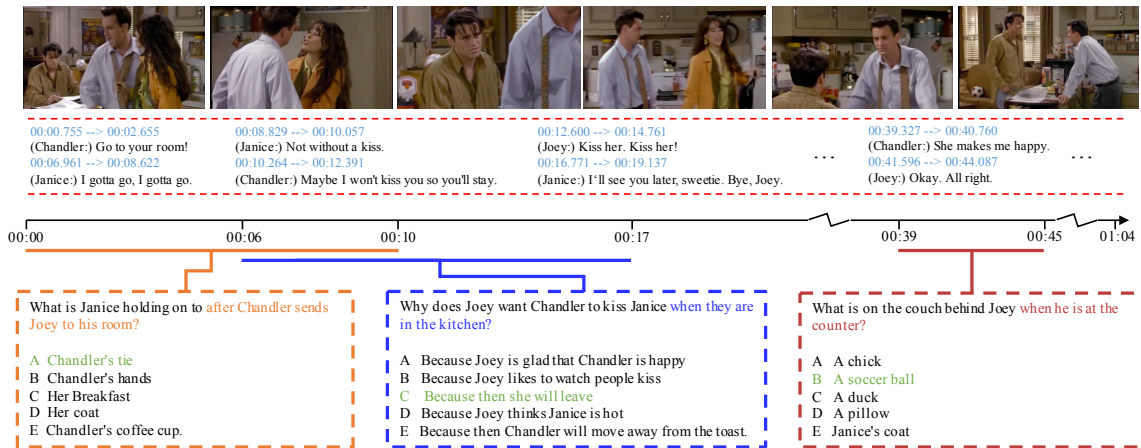 00:00.755 --> 00:02.655
(Chandler:) Go to your room!
00:06.961 --> 00:08.622
(Janice:) I gotta go, I gotta go.
00:08.829 --> 00:10.057
(Janice:) Not without a kiss.
00:10.264 --> 00:12.391
(Chandler:) Maybe I won't kiss you so you'll stay.
00:12.600 --> 00:14.761
(Joey:) Kiss her. Kiss her!
00:16.771 --> 00:19.137
(Janice:) I'll see you later, sweetie. Bye, Joey.
...
00:39.327 --> 00:40.760
(Chandler:) She makes me happy.
00:41.596 --> 00:44.087
(Joey:) Okay. All right.
...
00:00
00:06
00:10
00:17
00:39
00:45
01:04
What is Janice holding on to after Chandler sends
Joey to his room?
A Chandler's tie
B Chandler's hands
C Her Breakfast
D Her coat
E Chandler's coffee cup.
Why does Joey want Chandler to kiss Janice when they are
in the kitchen?
A Because Joey is glad that Chandler is happy
B Because Joey likes to watch people kiss
C Because then she will leave
D Because Joey thinks Janice is hot
E Because then Chandler will move away from the toast.
What is on the couch behind Joey when he is at the
counter?
A A chick
B A soccer ball
C A duck
D A pillow
E Janice's coat